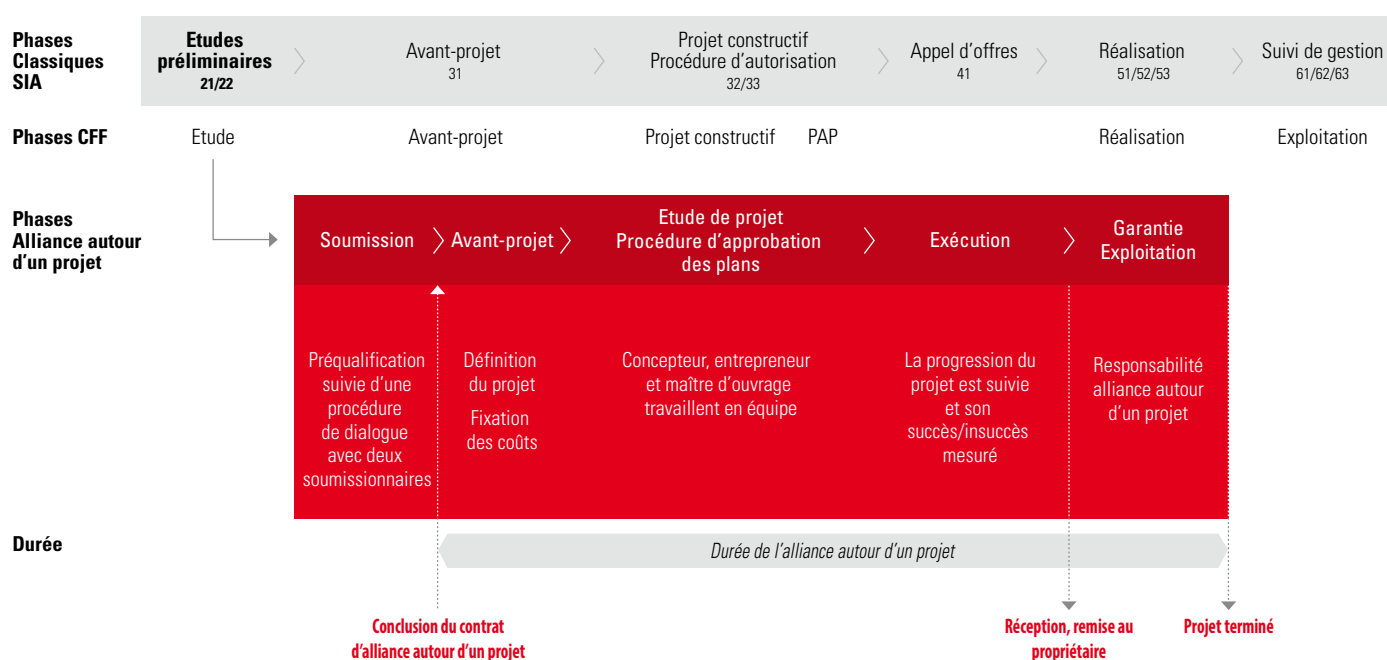 Phases
Classiques
SIA
Etudes
préliminaires
21/22
Avant-projet
31
Projet constructif
Procédure d'autorisation
32/33
Appel d'offres
41
Réalisation
51/52/53
Suivi de gestion
61/62/63
Phases CFF
Etude
Avant-projet
Projet constructif
PAP
Réalisation
Exploitation
Phases
Alliance autour
d'un projet
Soumission
Avant-projet
Etude de projet
Procédure d'approbation
des plans
Exécution
Garantie
Exploitation
Préqualification
suivie d'une
procédure
de dialogue
avec deux
soumissionnaires
Définition
du projet
Fixation
des coûts
Concepteur, entrepreneur
et maître d'ouvrage
travaillent en équipe
La progression du
projet est suivie
et son
succès/insuccès
mesuré
Responsabilité
alliance autour
d'un projet
Durée
Durée de l'alliance autour d'un projet
Conclusion du contrat
d'alliance autour d'un projet
Réception, remise au
propriétaire
Projet terminé